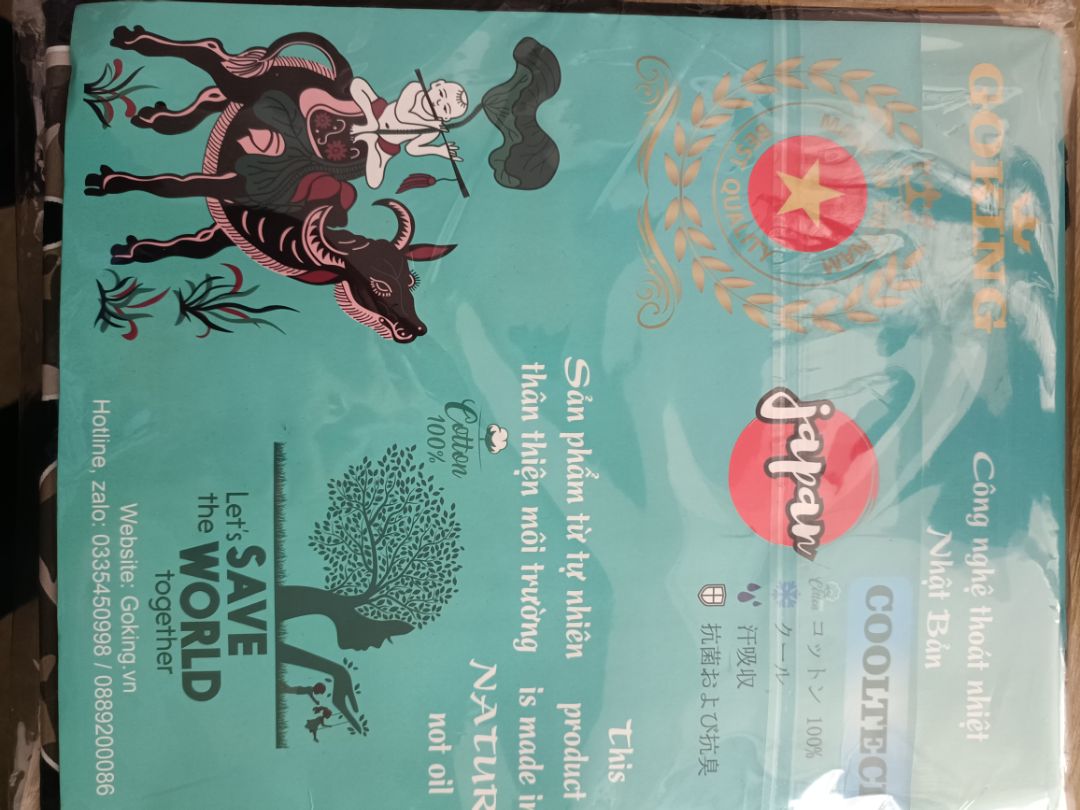 GOKING
Công nghệ thoát nhiệt
Nhật Bản
BEST QUALITY
NAM
japan
COOLTEC
コットン 100%
クール
汗吸収
抗菌および抗臭
Sản phẩm từ tự nhiên
thân thiện môi trường
This
product
is made in
NATUR
not oil
Cotton
100%
Let's SAVE
the WORLD
together
Website: Goking.vn
Hotline, zalo: 0335450998 / 0889200086